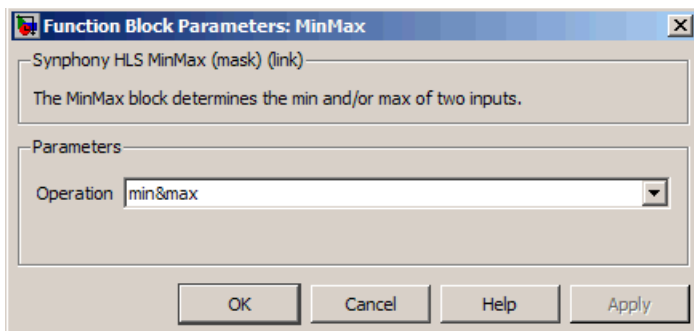 Function Block Parameters: MinMax
Synphony HLS MinMax (mask) (link)
The MinMax block determines the min and/or max of two inputs.
Parameters
Operation min&max
OK Cancel Help Apply